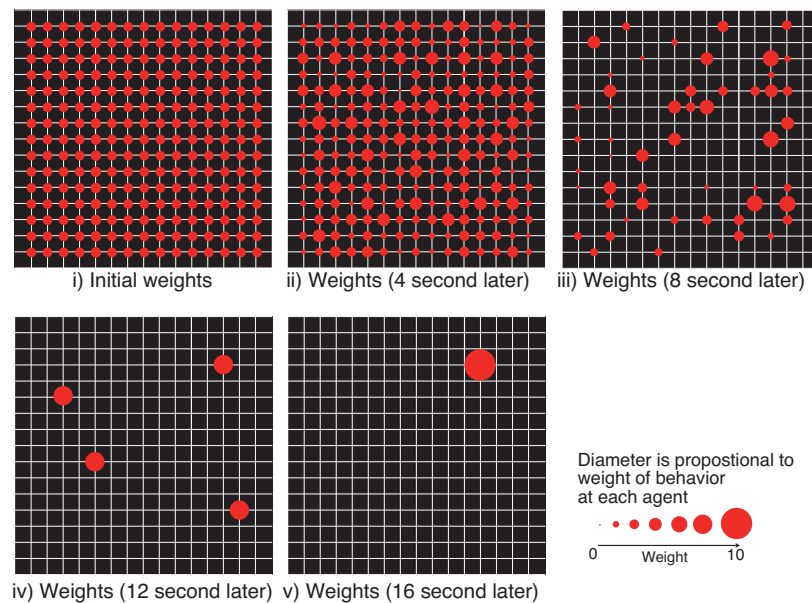 i) Initial weights
ii) Weights (4 second later)
iii) Weights (8 second later)
iv) Weights (12 second later)
v) Weights (16 second later)
Diameter is propostional to
weight of behavior
at each agent
0 Weight 10